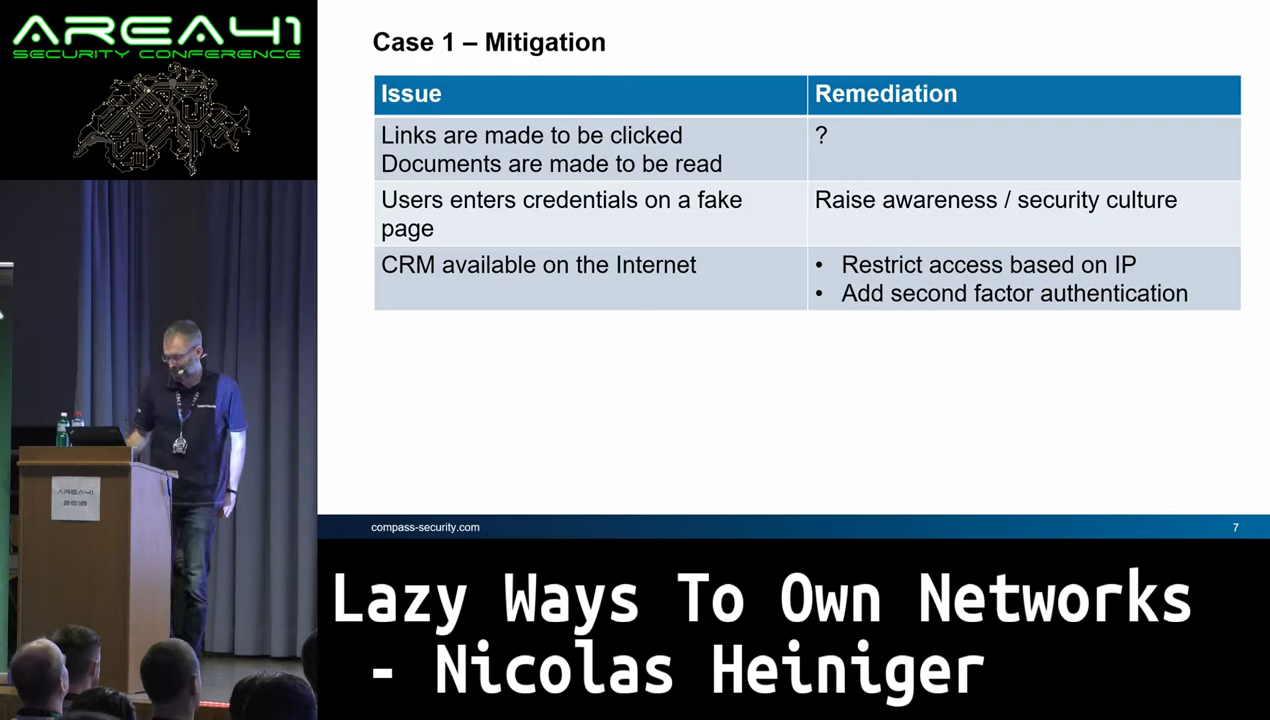 AREA41
SECURITY CONFERENCE
Case 1 – Mitigation
Issue
Remediation
Links are made to be clicked
Documents are made to be read
?
Users enters credentials on a fake
page
Raise awareness / security culture
CRM available on the Internet
• Restrict access based on IP
• Add second factor authentication
compass-security.com
7
AREA41
2018
Lazy Ways To Own Networks
- Nicolas Heiniger